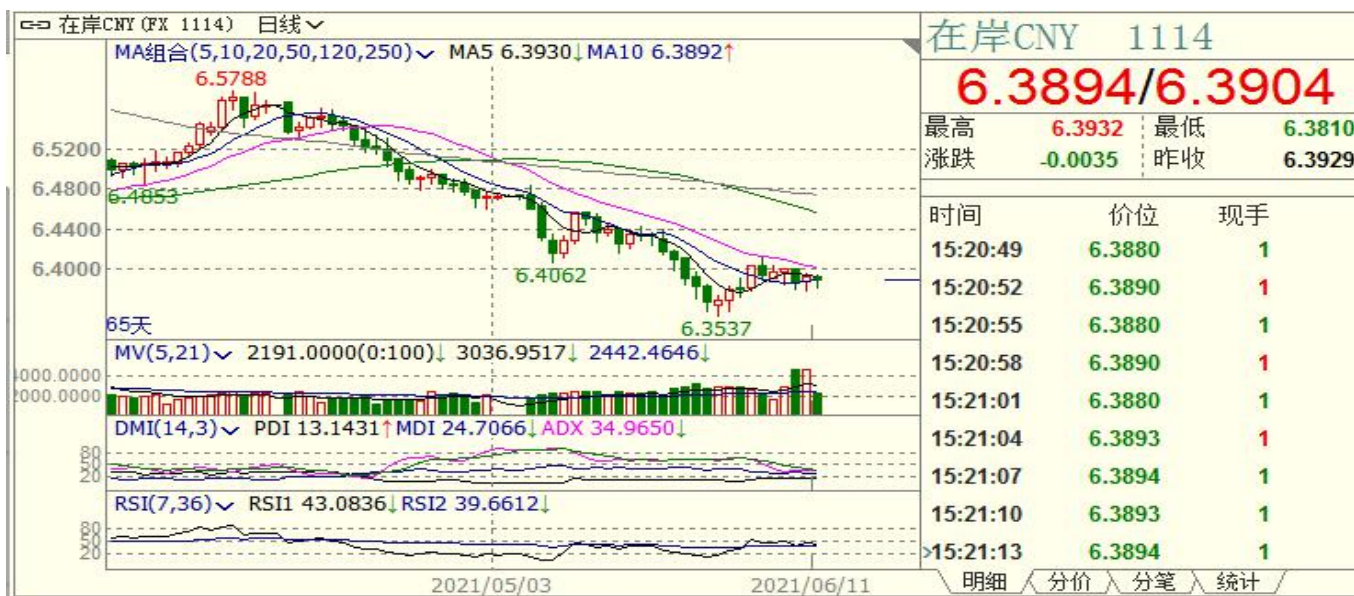 在岸CNY(FX 1114) 日线
MA组合(5,10,20,50,120,250) MA5 6.3930↓MA10 6.3892↑
6.5788
6.5200
6.4800
6.4853
6.4400
6.4000
6.4062
6.3537
65天
MV(5,21) 2191.0000(0:100)↓ 3036.9517↓ 2442.4646↓
4000.0000
2000.0000
DMI(14,3) PDI 13.1431↑MDI 24.7066↓ADX 34.9650↓
80
50
20
RSI(7,36) RSI1 43.0836↓RSI2 39.6612↓
80
50
20
2021/05/03 2021/06/11
在岸CNY 1114
6.3894/6.3904
最高 6.3932 最低 6.3810
涨跌 -0.0035 昨收 6.3929
时间 价位 现手
15:20:49 6.3880 1
15:20:52 6.3890 1
15:20:55 6.3880 1
15:20:58 6.3890 1
15:21:01 6.3880 1
15:21:04 6.3893 1
15:21:07 6.3894 1
15:21:10 6.3893 1
>15:21:13 6.3894 1
明细 分价 分笔 统计